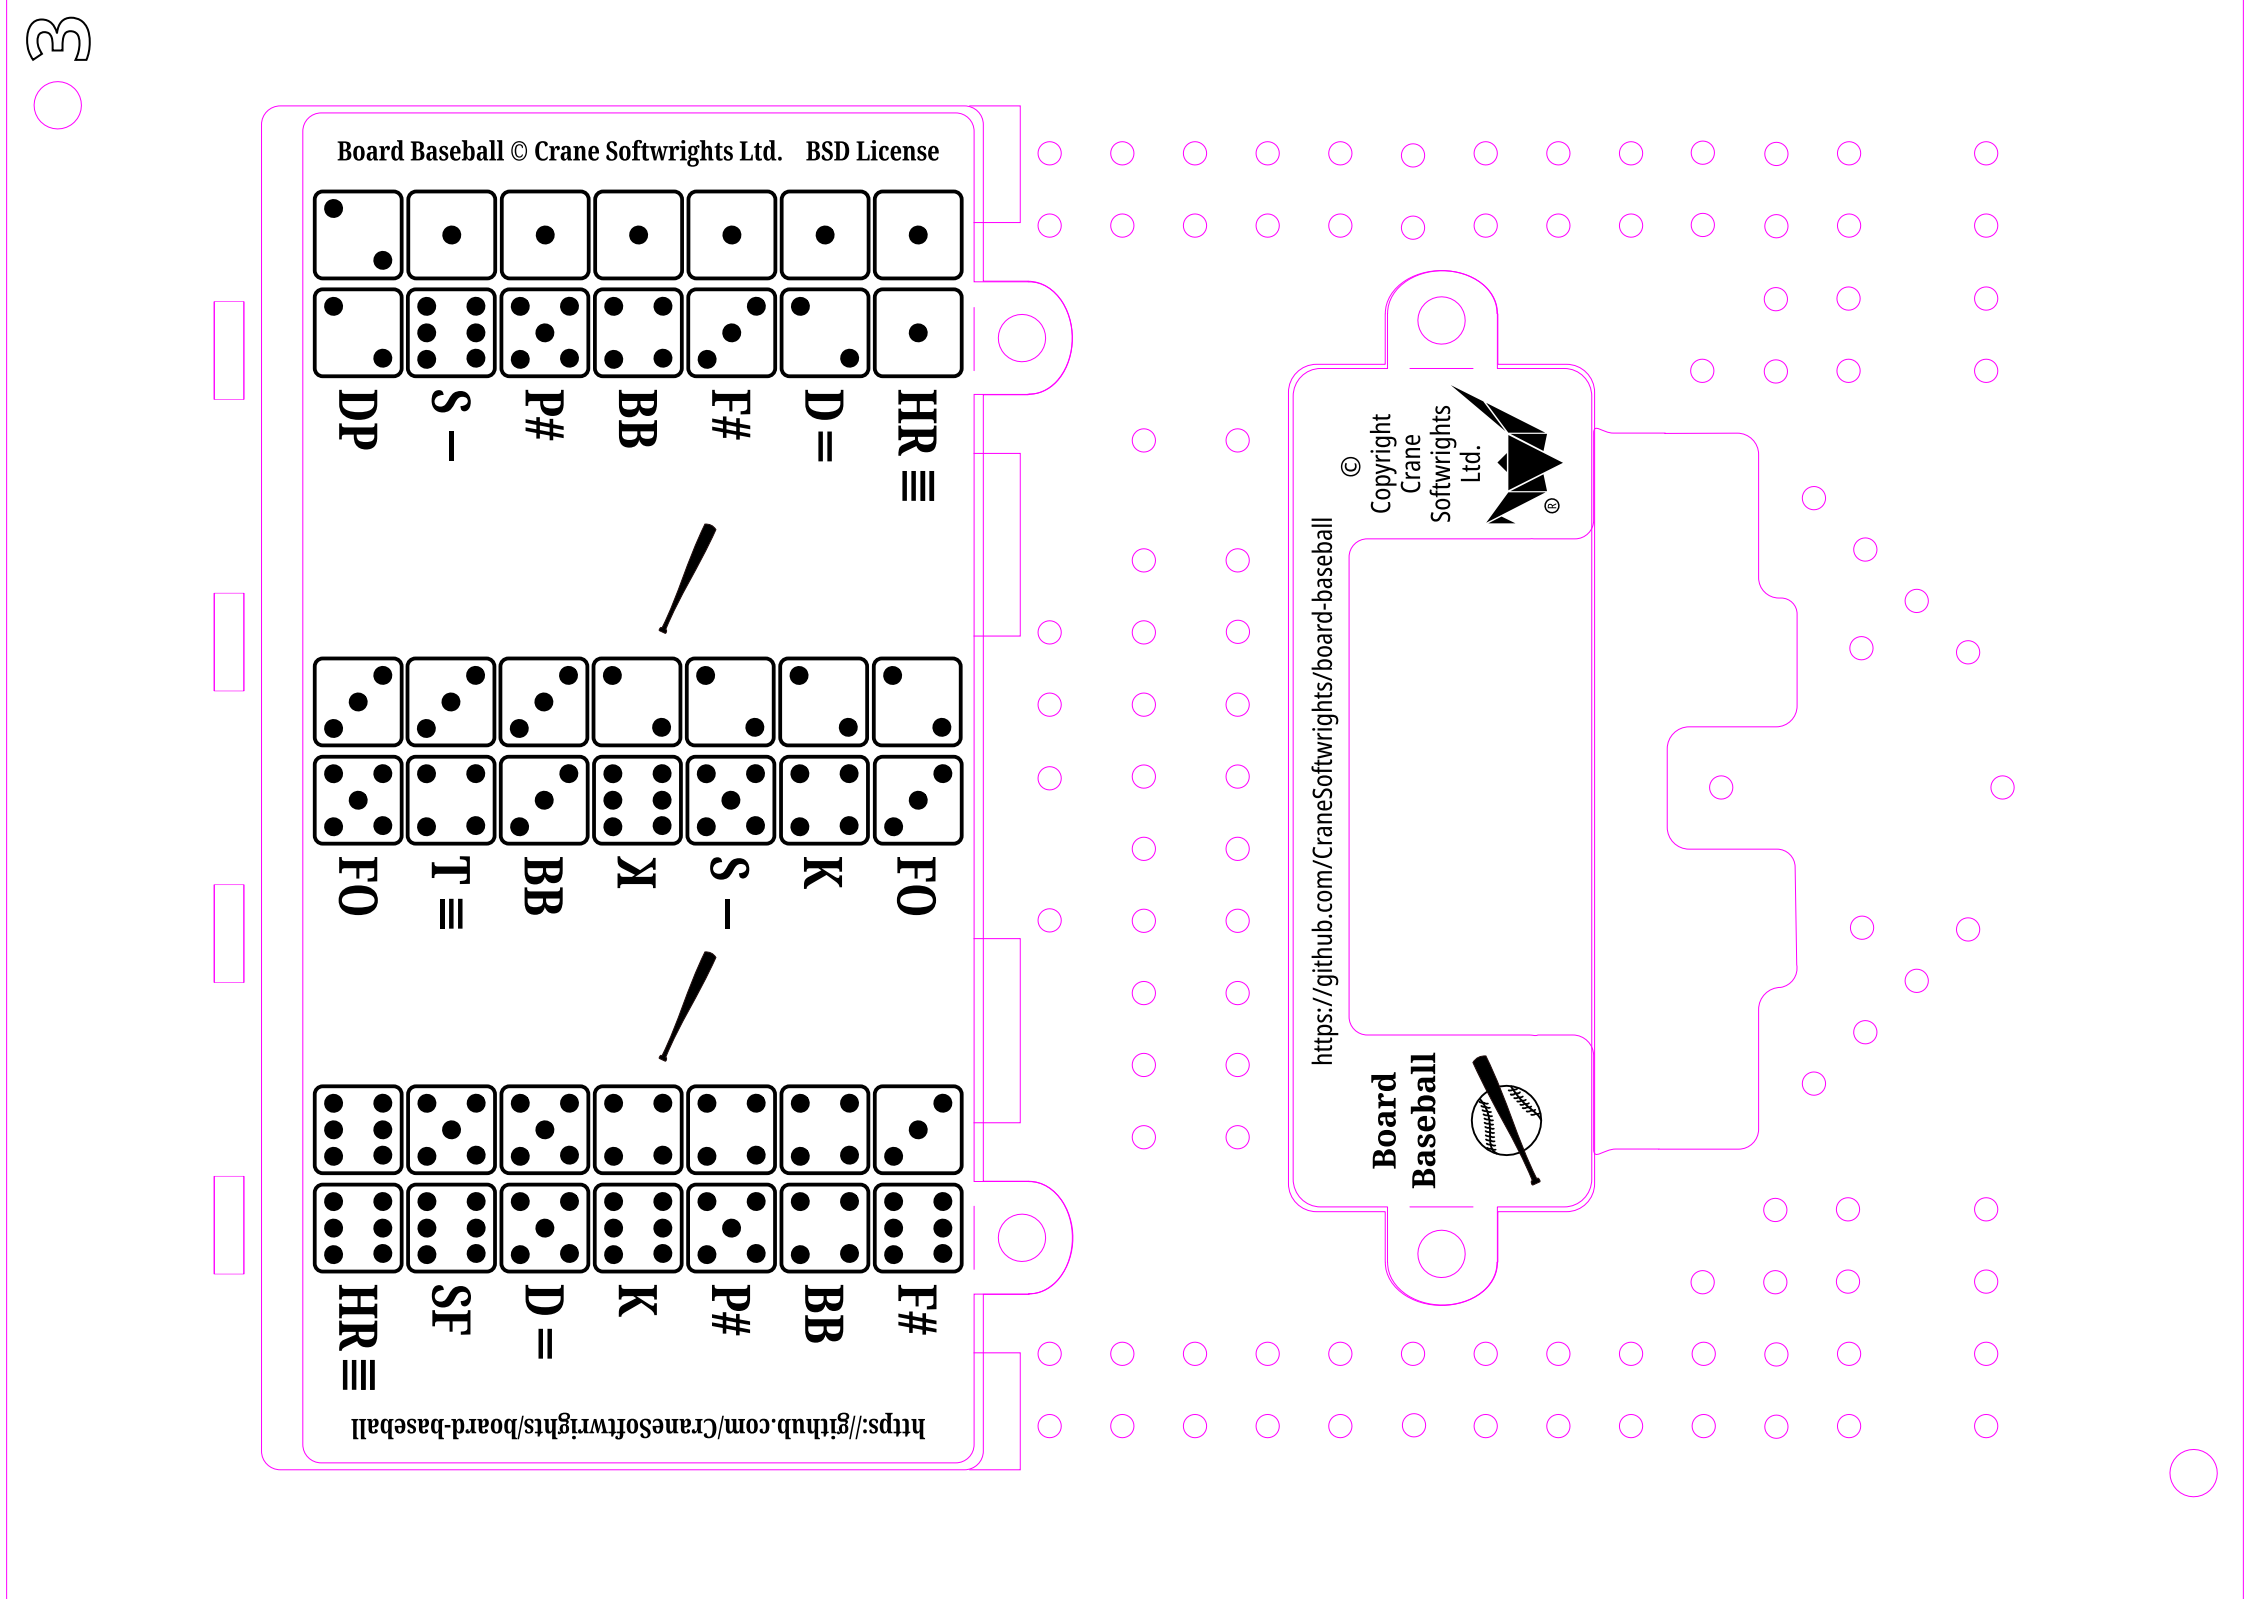 3
Board Baseball © Crane Softwrights Ltd. BSD License
HR ≣
D =
F#
BB
P#
S –
DP
FO
K
S –
ꓘ
BB
T ≡
FO
F#
BB
P#
K
D =
SF
HR ≣
https://github.com/CraneSoftwrights/board-baseball
https://github.com/CraneSoftwrights/board-baseball
©
Copyright
Crane
Softwrights
Ltd.
®
Board
Baseball